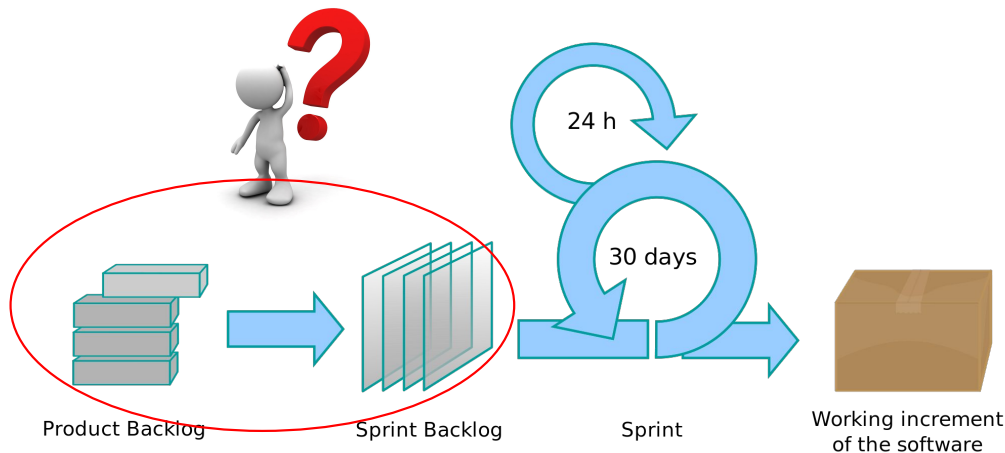 ?
24 h
30 days
Product Backlog
Sprint Backlog
Sprint
Working increment
of the software